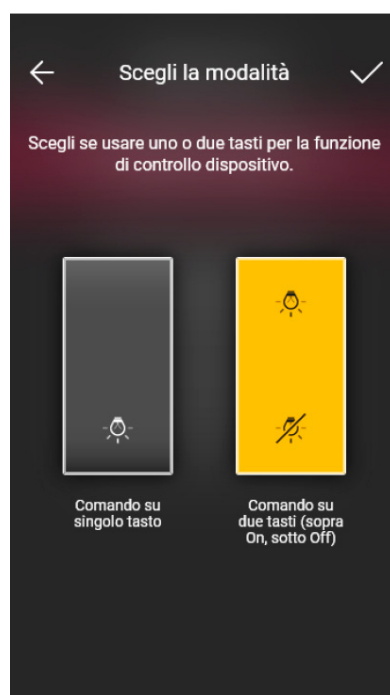 Scegli la modalità
Scegli se usare uno o due tasti per la funzione
di controllo dispositivo.
Comando su
singolo tasto
Comando su
due tasti (sopra
On, sotto Off)